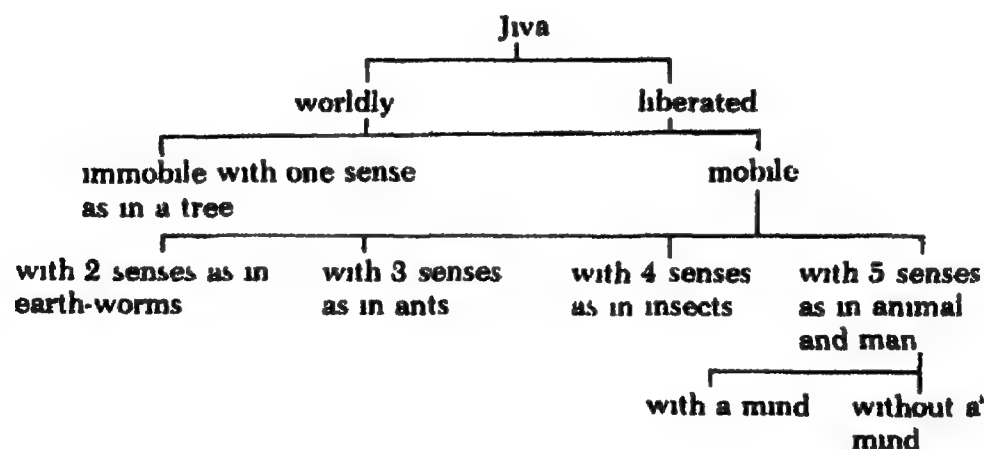 Jiva
worldly
liberated
immobile with one sense
as in a tree
mobile
with 2 senses as in
earth-worms
with 3 senses
as in ants
with 4 senses
as in insects
with 5 senses
as in animal
and man
with a mind
without a
mind